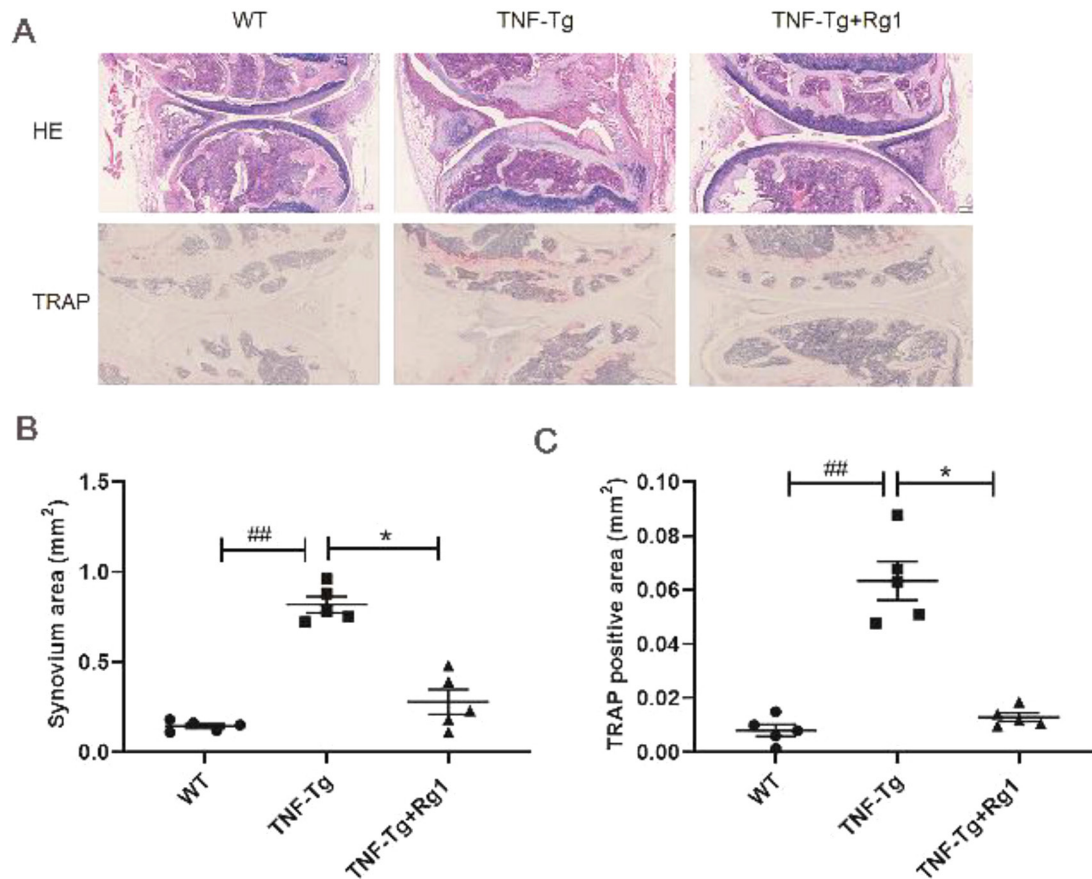 A
WT
TNF-Tg
TNF-Tg+Rg1
HE
TRAP
B
Synovium area (mm²)
1.5
1.0
0.5
0.0
##
*
WT
TNF-Tg
TNF-Tg+Rg1
C
TRAP positive area (mm²)
0.10
0.08
0.06
0.04
0.02
0.00
##
*
WT
TNF-Tg
TNF-Tg+Rg1